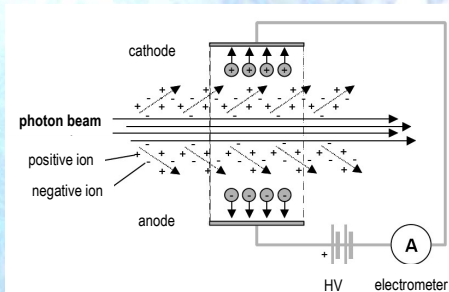 cathode
photon beam
positive ion
negative ion
anode
A
+
HV
electrometer